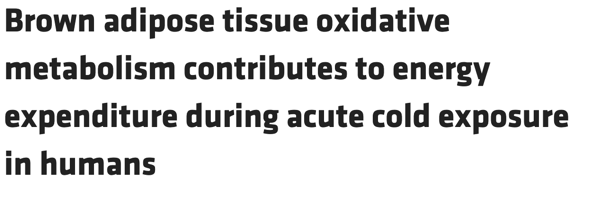 Brown adipose tissue oxidative
metabolism contributes to energy
expenditure during acute cold exposure
in humans